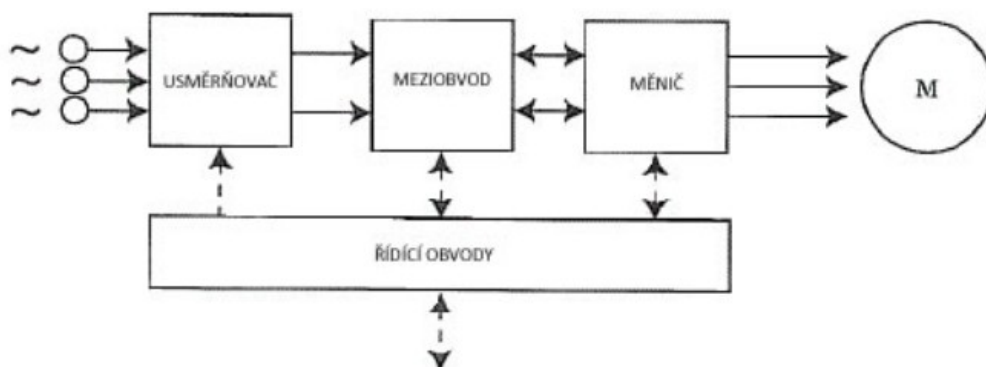 ∼
∼
∼
USMĚRŇOVAČ
MEZIOBVOD
MĚNIČ
M
ŘÍDÍCÍ OBVODY